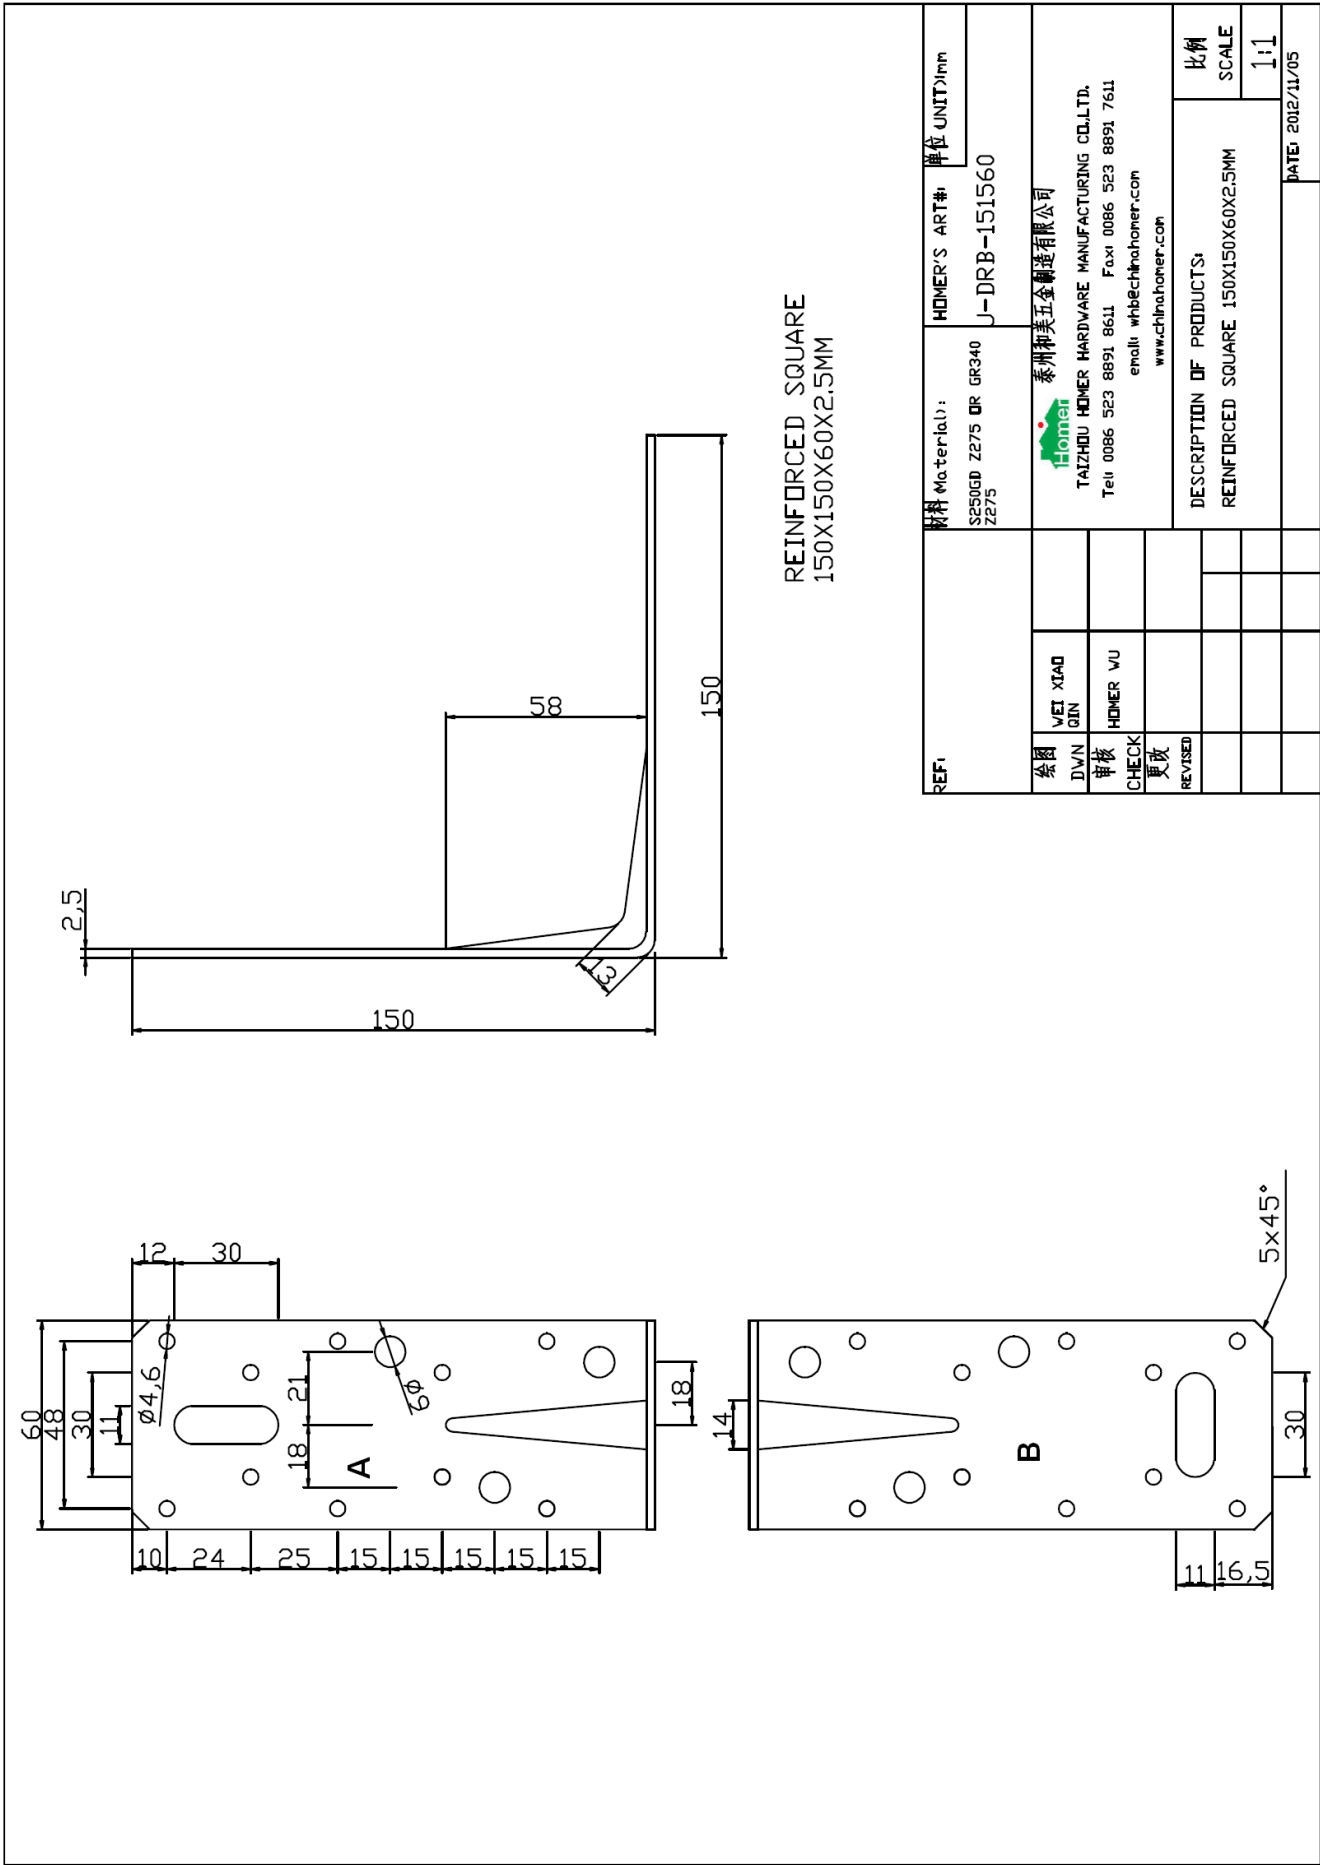 60
48
30
11
Ø4,6
12
30
21
18
Ø9
A
18
10
24
25
15
15
15
15
15
2,5
150
58
13
150
14
B
30
11
16,5
5x45°
REINFORCED SQUARE
150X150X60X2.5MM
REF:
材料(Material):
S250GD Z275 OR GR340
Z275
HOMER'S ART#:
J-DRB-151560
单位(UNIT):mm
绘图
DWN
WEI XIAO
QIN
审核
CHECK
HOMER WU
更改
REVISED
Homer
泰州和美五金制造有限公司
TAIZHOU HOMER HARDWARE MANUFACTURING CO.,LTD.
Tel: 0086 523 8891 8611 Fax: 0086 523 8891 7611
email: whb@chinahomer.com
www.chinahomer.com
DESCRIPTION OF PRODUCTS:
REINFORCED SQUARE 150X150X60X2.5MM
比例
SCALE
1:1
DATE: 2012/11/05